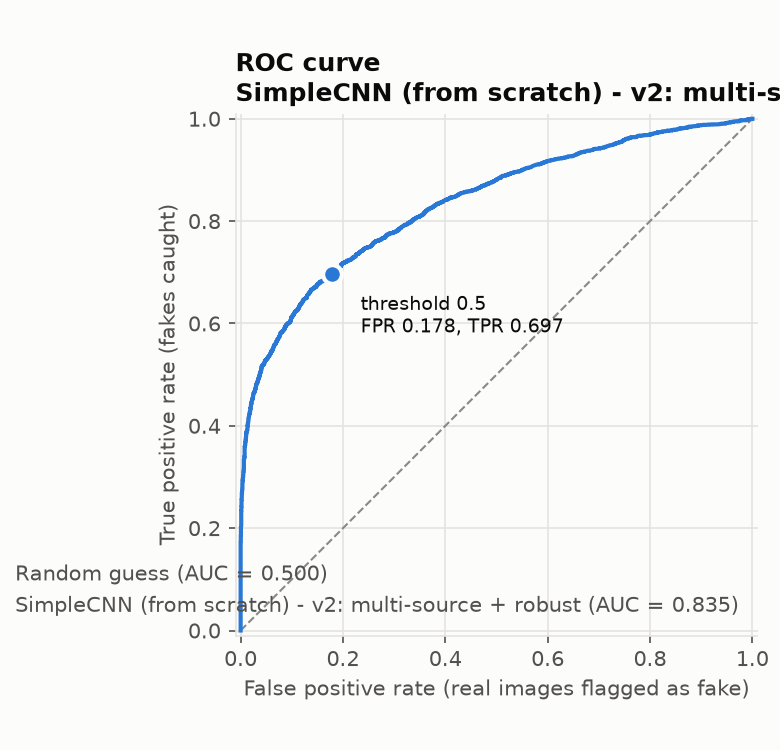 ROC curve
SimpleCNN (from scratch) - v2: multi-s
1.0
0.8
0.6
0.4
0.2
0.0
True positive rate (fakes caught)
threshold 0.5
FPR 0.178, TPR 0.697
Random guess (AUC = 0.500)
SimpleCNN (from scratch) - v2: multi-source + robust (AUC = 0.835)
0.0 0.2 0.4 0.6 0.8 1.0
False positive rate (real images flagged as fake)